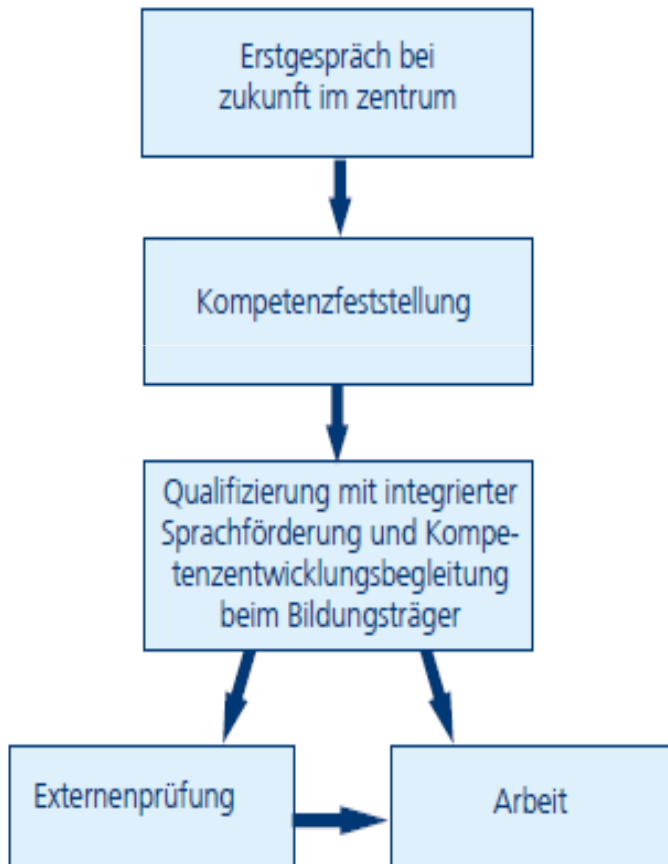 Erstgespräch bei
zukunft im zentrum
Kompetenzfeststellung
Qualifizierung mit integrierter
Sprachförderung und Kompe-
tenzentwicklungsbegleitung
beim Bildungsträger
Externenprüfung
Arbeit